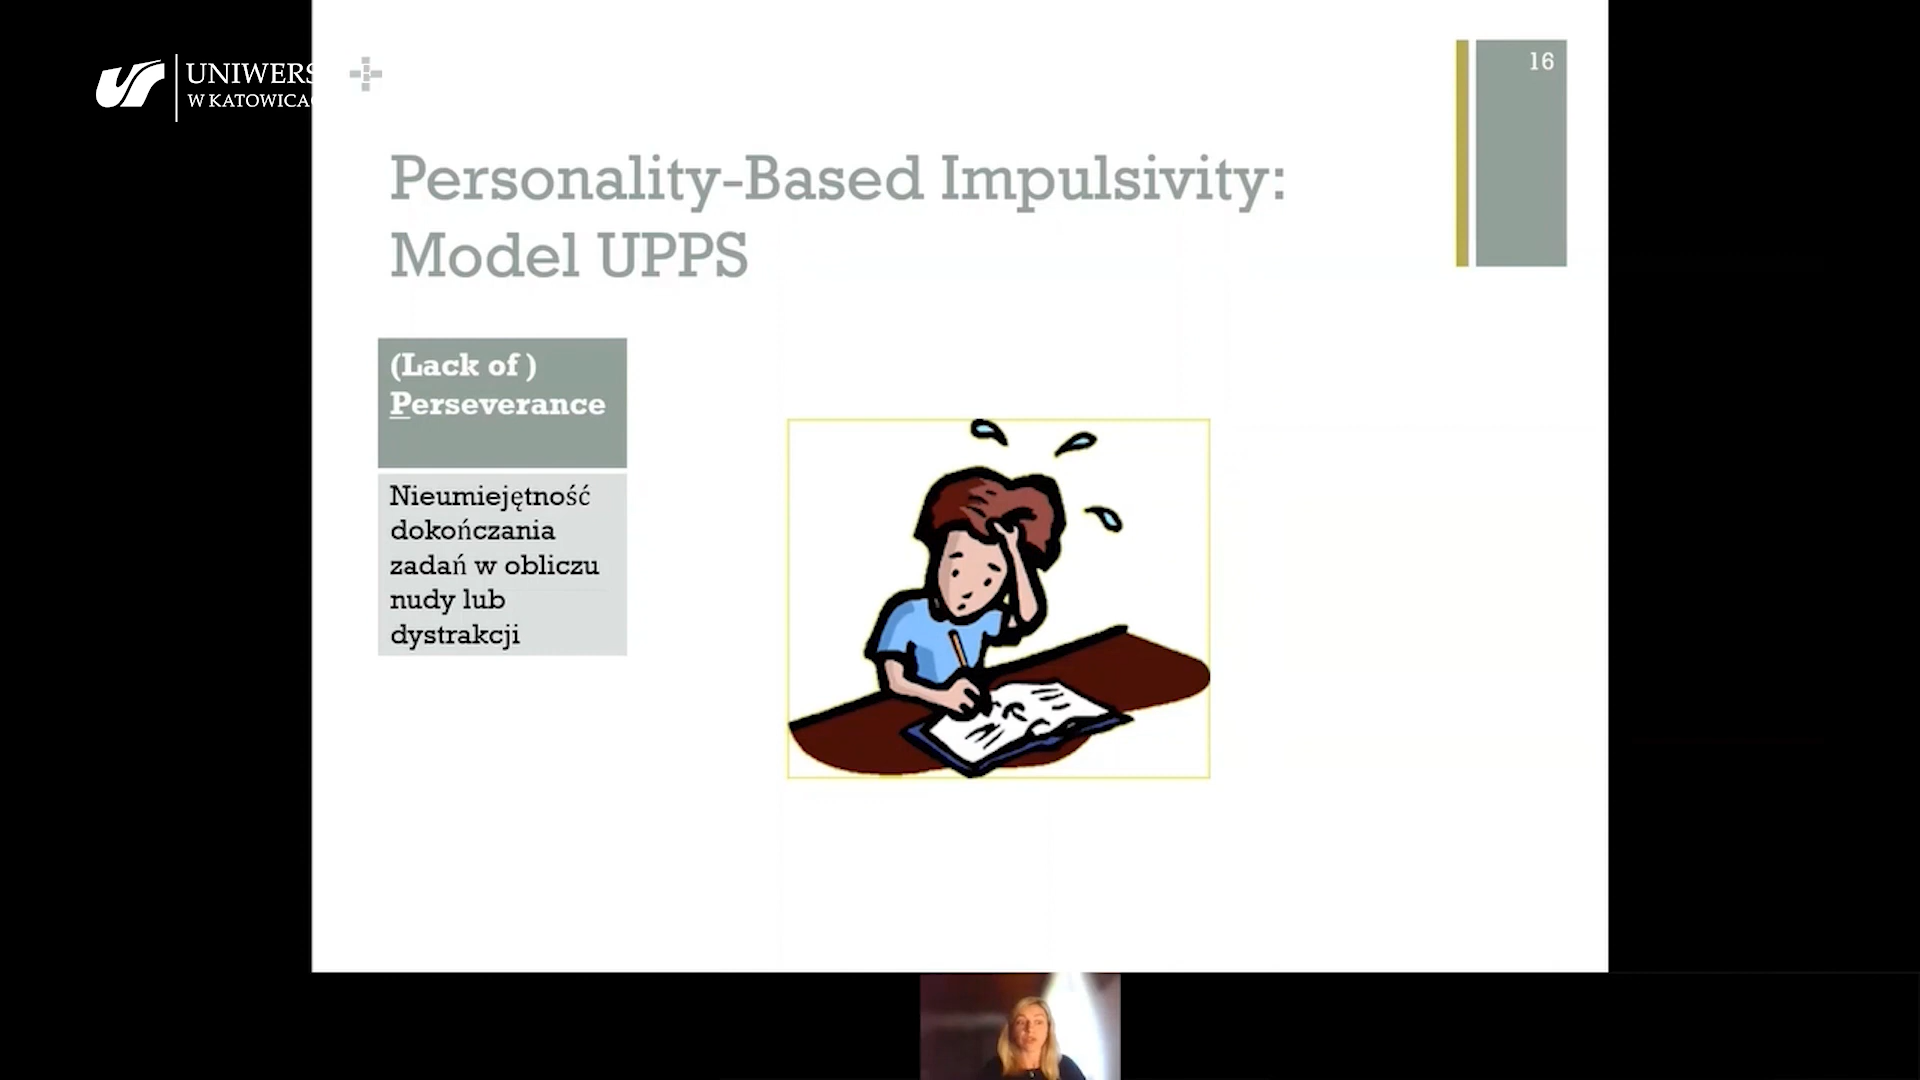 UNIWERS
W KATOWICA
16
Personality-Based Impulsivity:
Model UPPS
(Lack of )
Perseverance
Nieumiejętność
dokończania
zadań w obliczu
nudy lub
dystrakcji